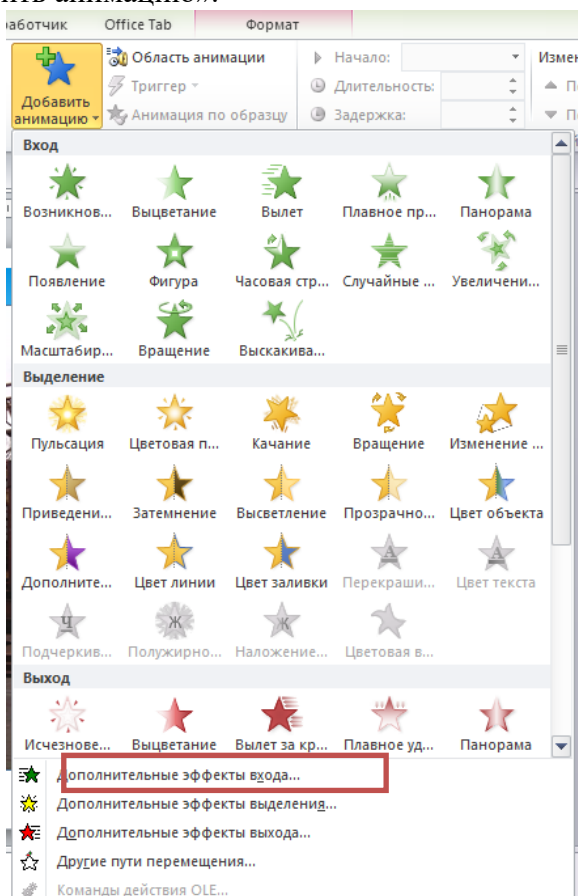 ить анимацию».
работчик Office Tab Формат
Добавить анимацию
Область анимации
Триггер
Анимация по образцу
Начало:
Длительность:
Задержка:
Измен
П
П
Вход
Возникнов... Выцветание Вылет Плавное пр... Панорама
Появление Фигура Часовая стр... Случайные ... Увеличени...
Масштабир... Вращение Выскакива...
Выделение
Пульсация Цветовая п... Качание Вращение Изменение ...
Приведени... Затемнение Высветление Прозрачно... Цвет объекта
Дополните... Цвет линии Цвет заливки Перекраши... Цвет текста
Подчеркив... Полужирно... Наложение... Цветовая в...
Выход
Исчезнове... Выцветание Вылет за кр... Плавное уд... Панорама
Дополнительные эффекты входа...
Дополнительные эффекты выделения...
Дополнительные эффекты выхода...
Другие пути перемещения...
Команды действия OLE...